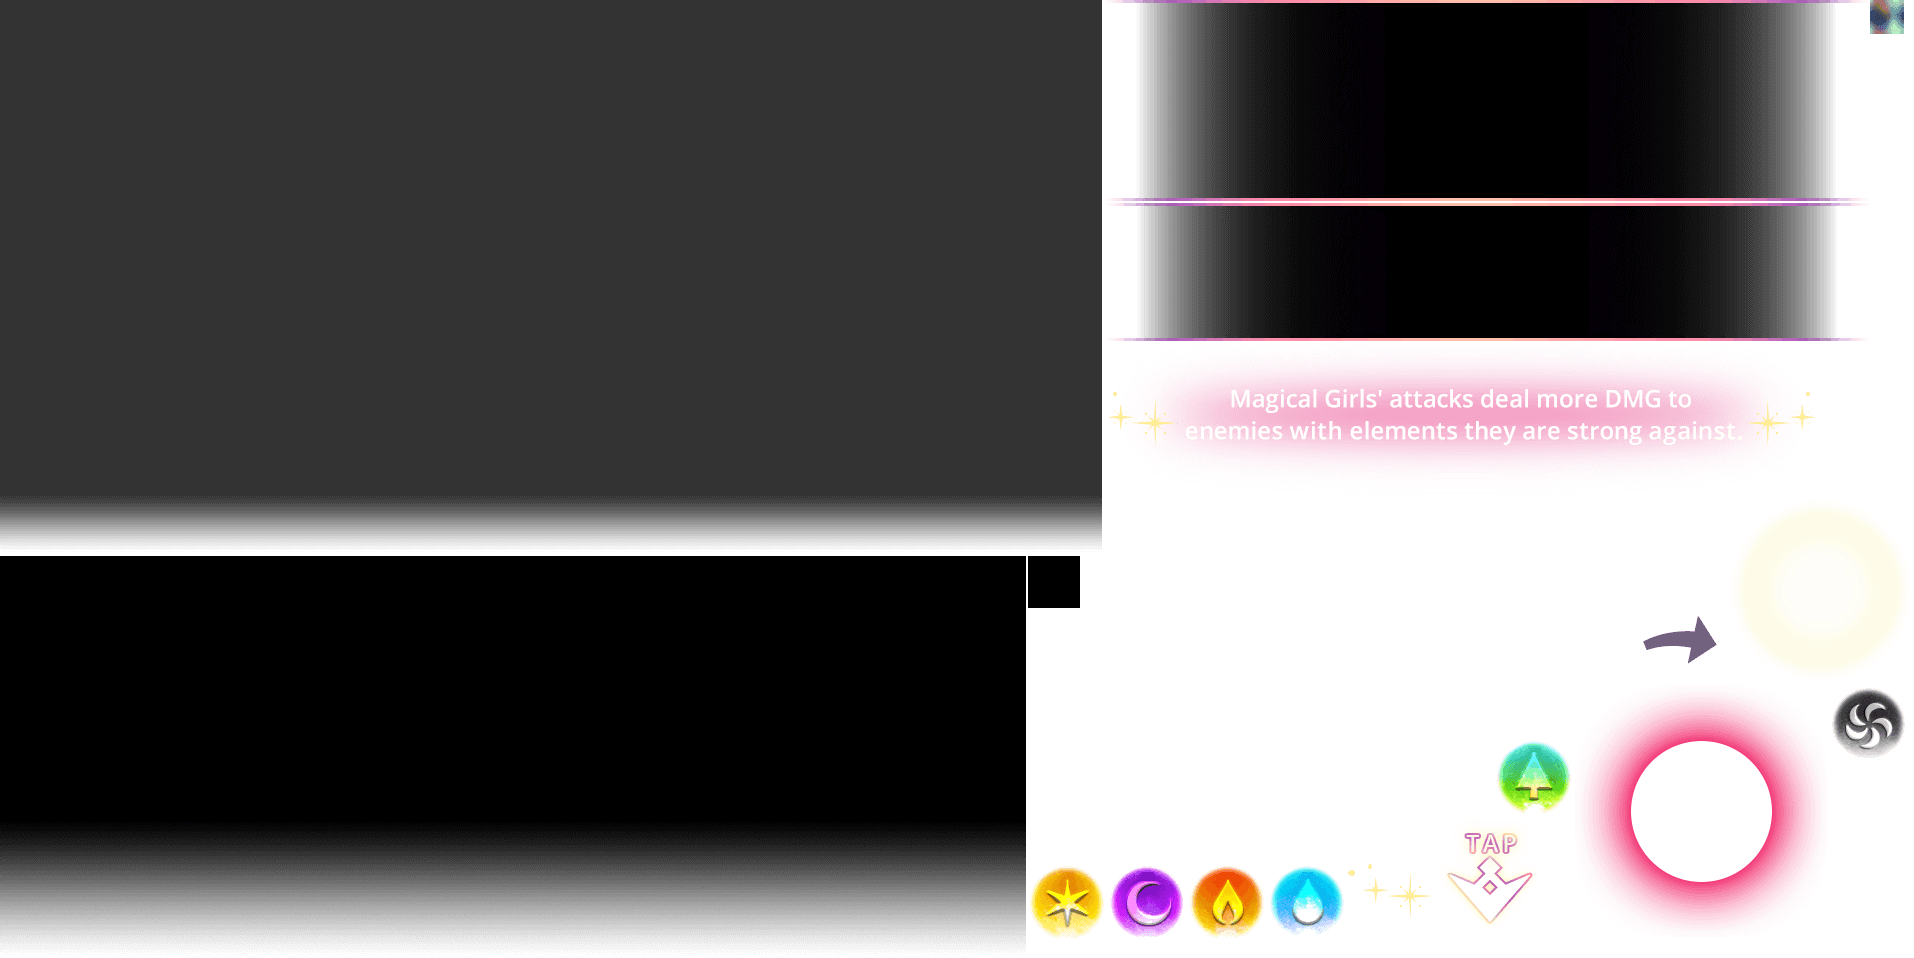 Magical Girls' attacks deal more DMG to
enemies with elements they are strong against.
TAP